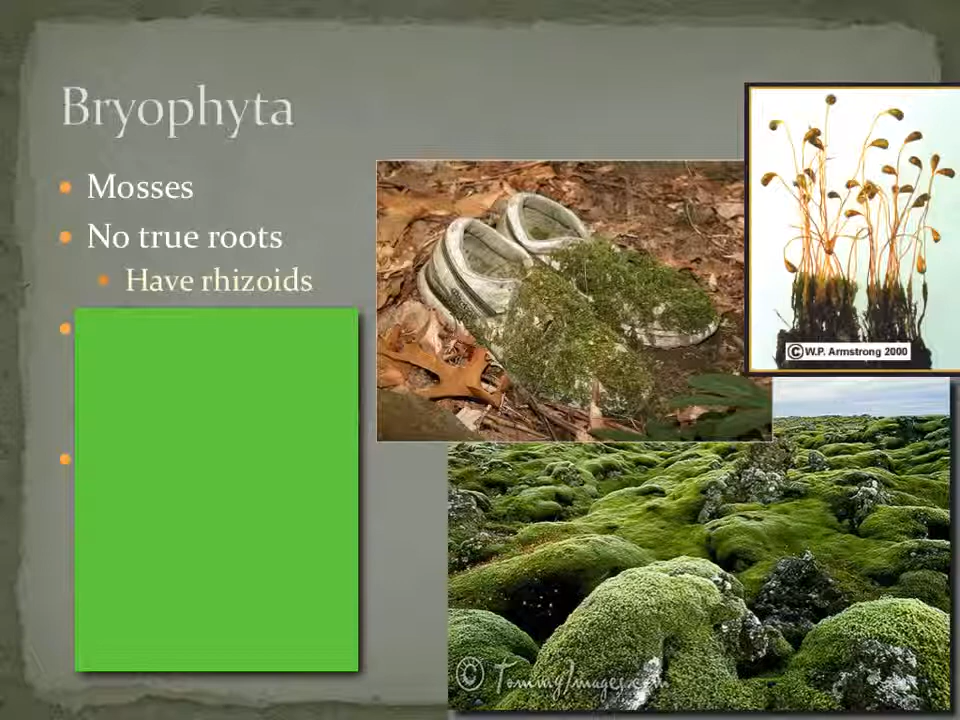 Bryophyta
• Mosses
• No true roots
• Have rhizoids
©W.P. Armstrong 2000
© TommyImages.com